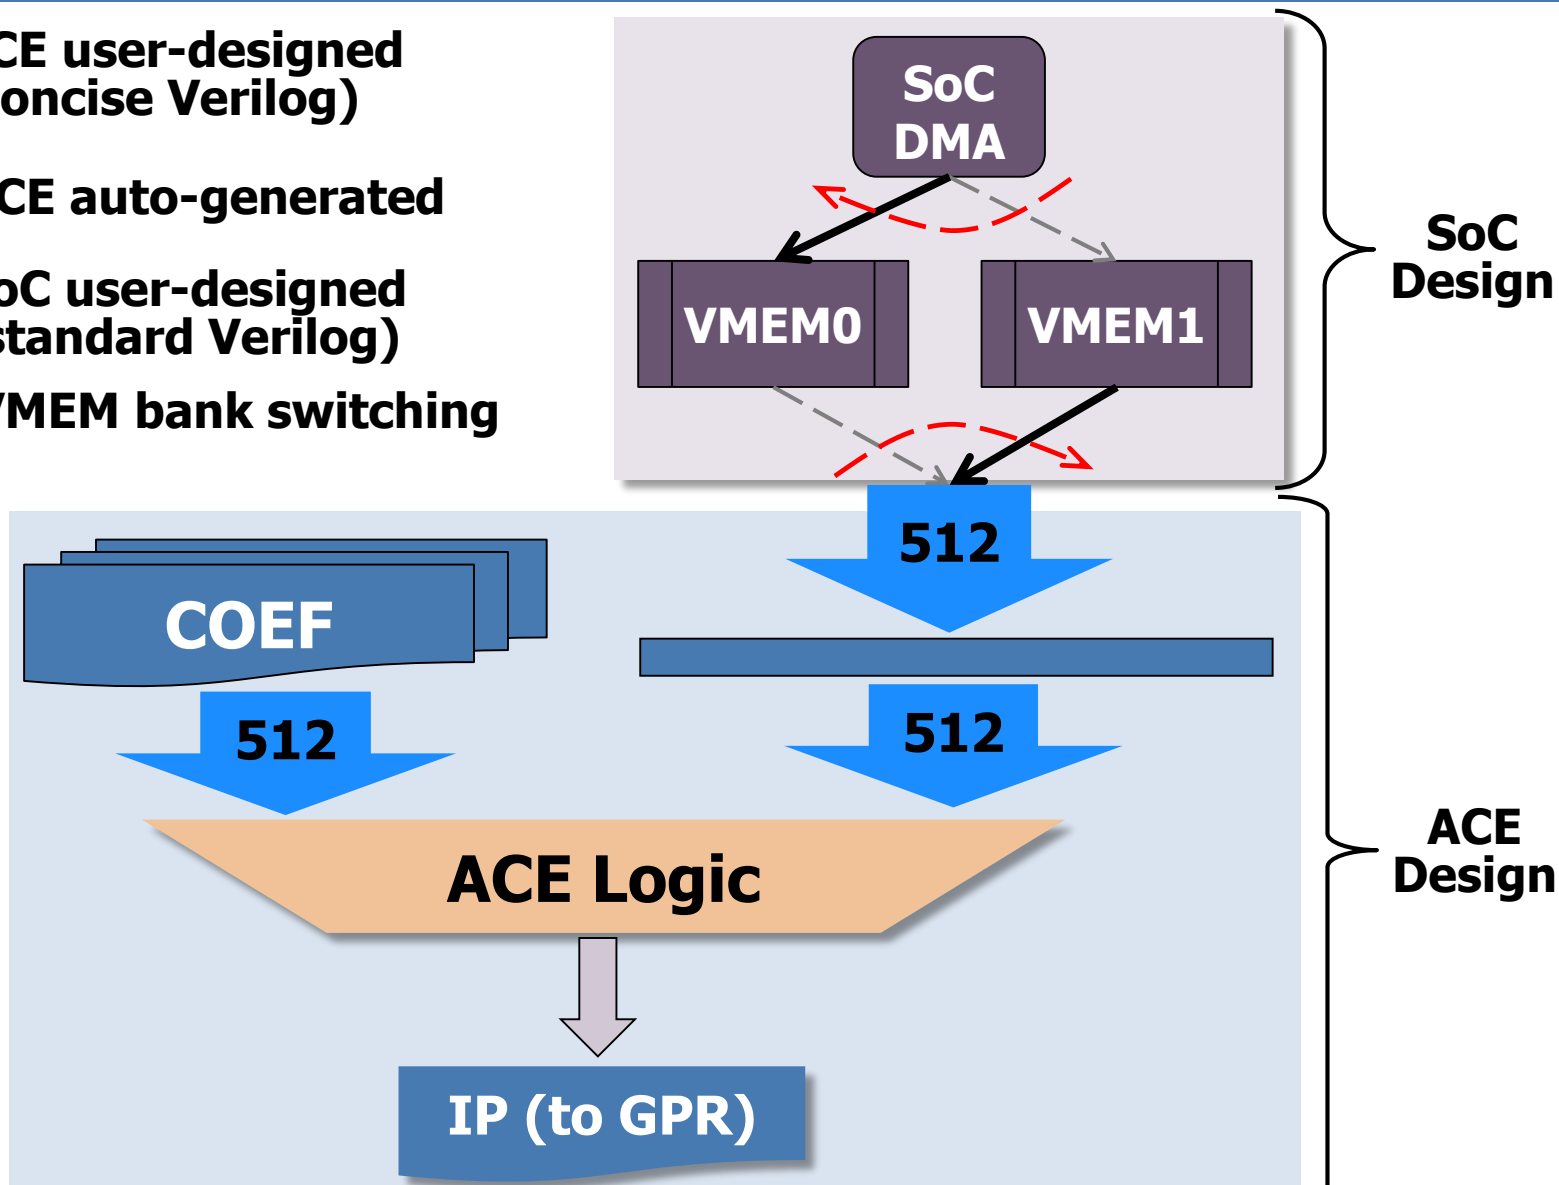 CE user-designed
oncise Verilog)
CE auto-generated
oC user-designed
standard Verilog)
VMEM bank switching
SoC
DMA
VMEM0
VMEM1
SoC
Design
512
COEF
512
512
ACE Logic
ACE
Design
IP (to GPR)